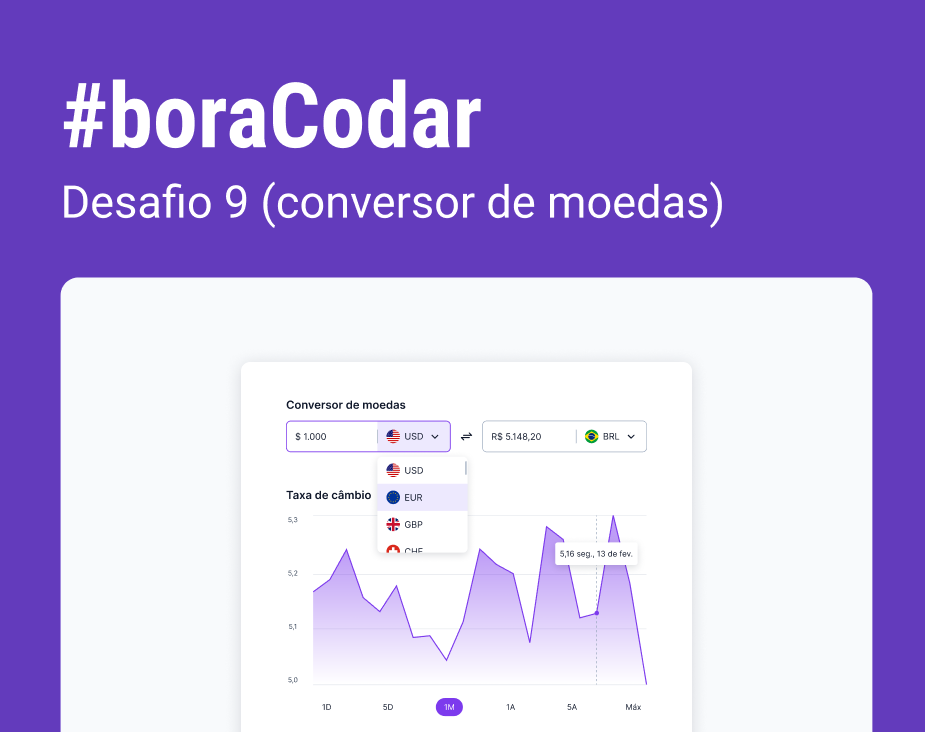 #boraCodar
Desafio 9 (conversor de moedas)
Conversor de moedas
$ 1.000
USD
R$ 5.148,20
BRL
USD
EUR
GBP
CHF
Taxa de câmbio
5,3
5,2
5,1
5,0
5,16 seg., 13 de fev.
1D
5D
1M
1A
5A
Máx